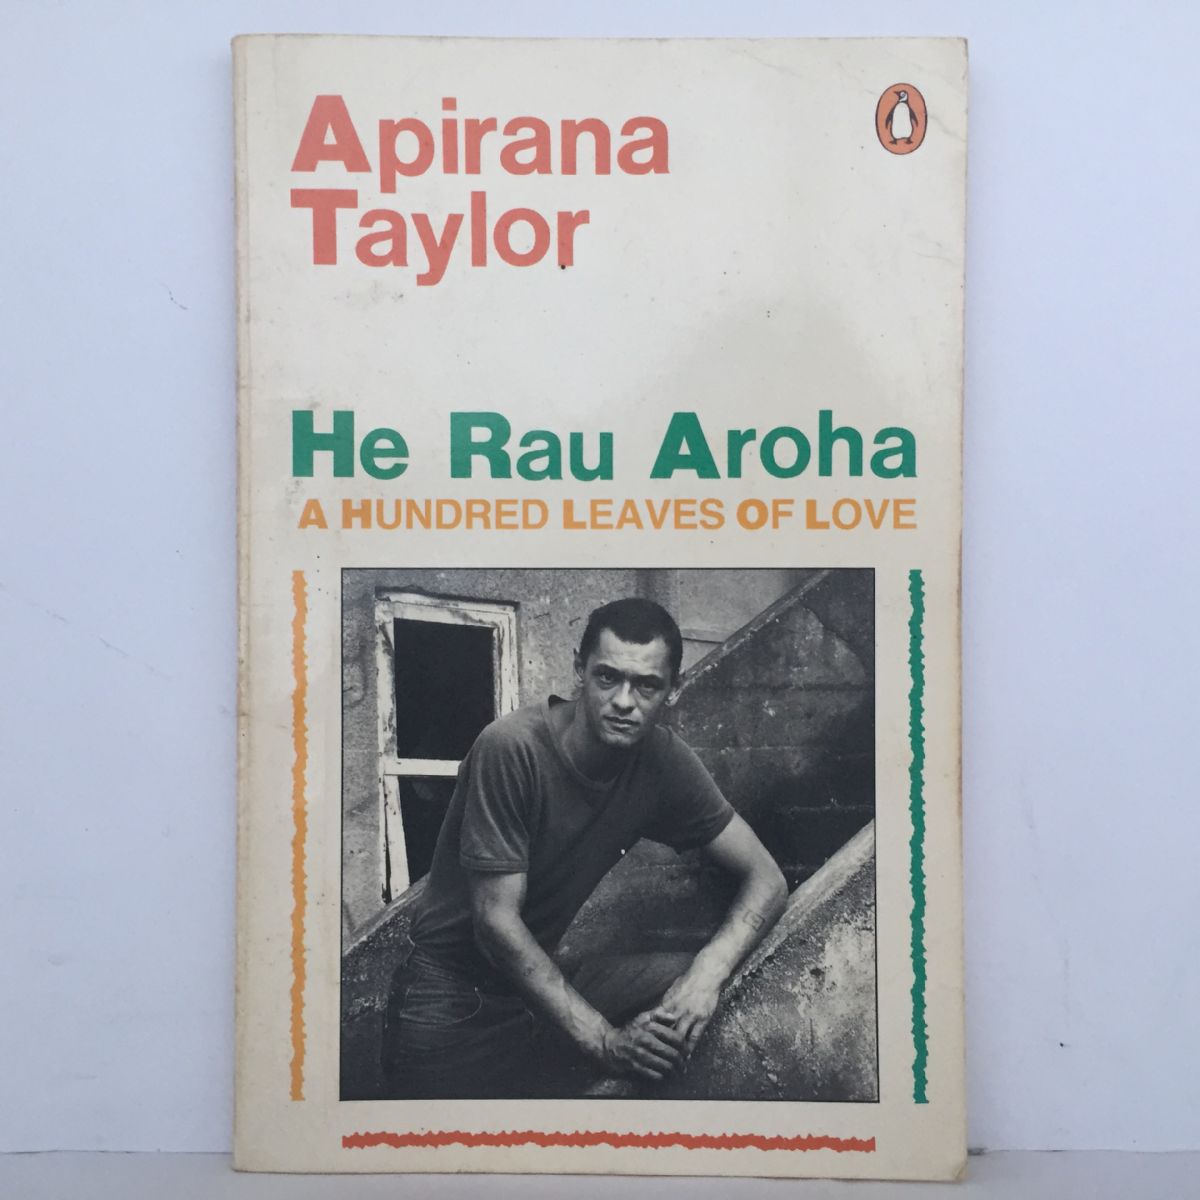 Apirana
Taylor
He Rau Aroha
A HUNDRED LEAVES OF LOVE